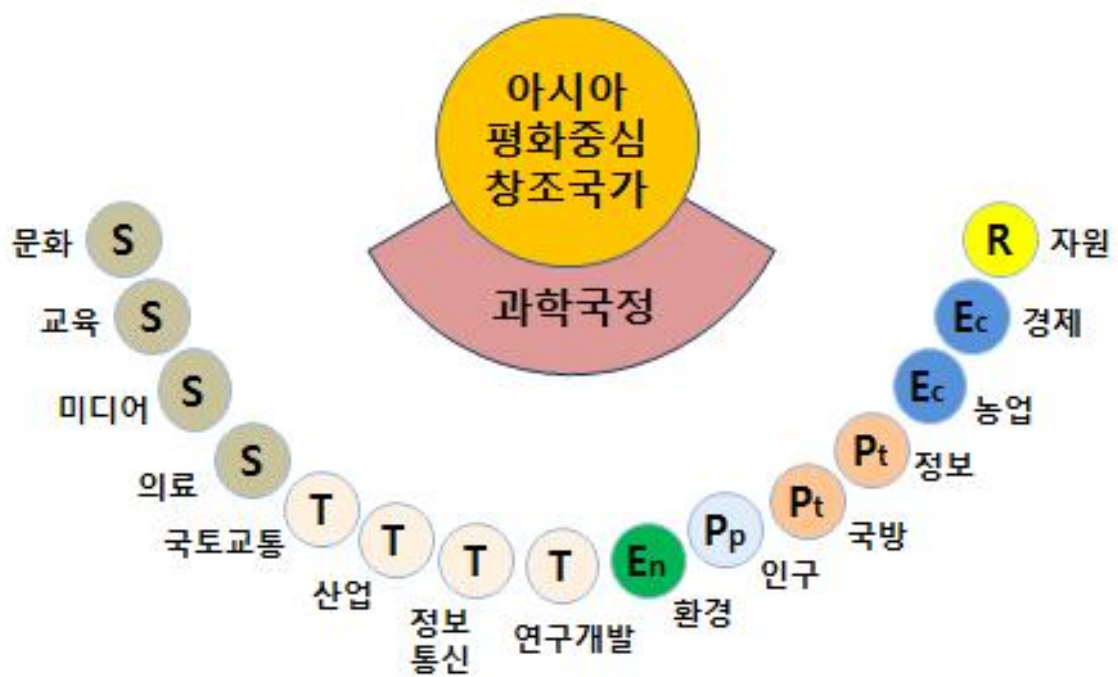 아시아
평화중심
창조국가
과학국정
문화 S
교육 S
미디어 S
의료 S
국토교통 T
산업 T
정보
통신 T
연구개발 T
환경 En
인구 Pp
국방 Pt
정보 Pt
농업 Ec
경제 Ec
자원 R